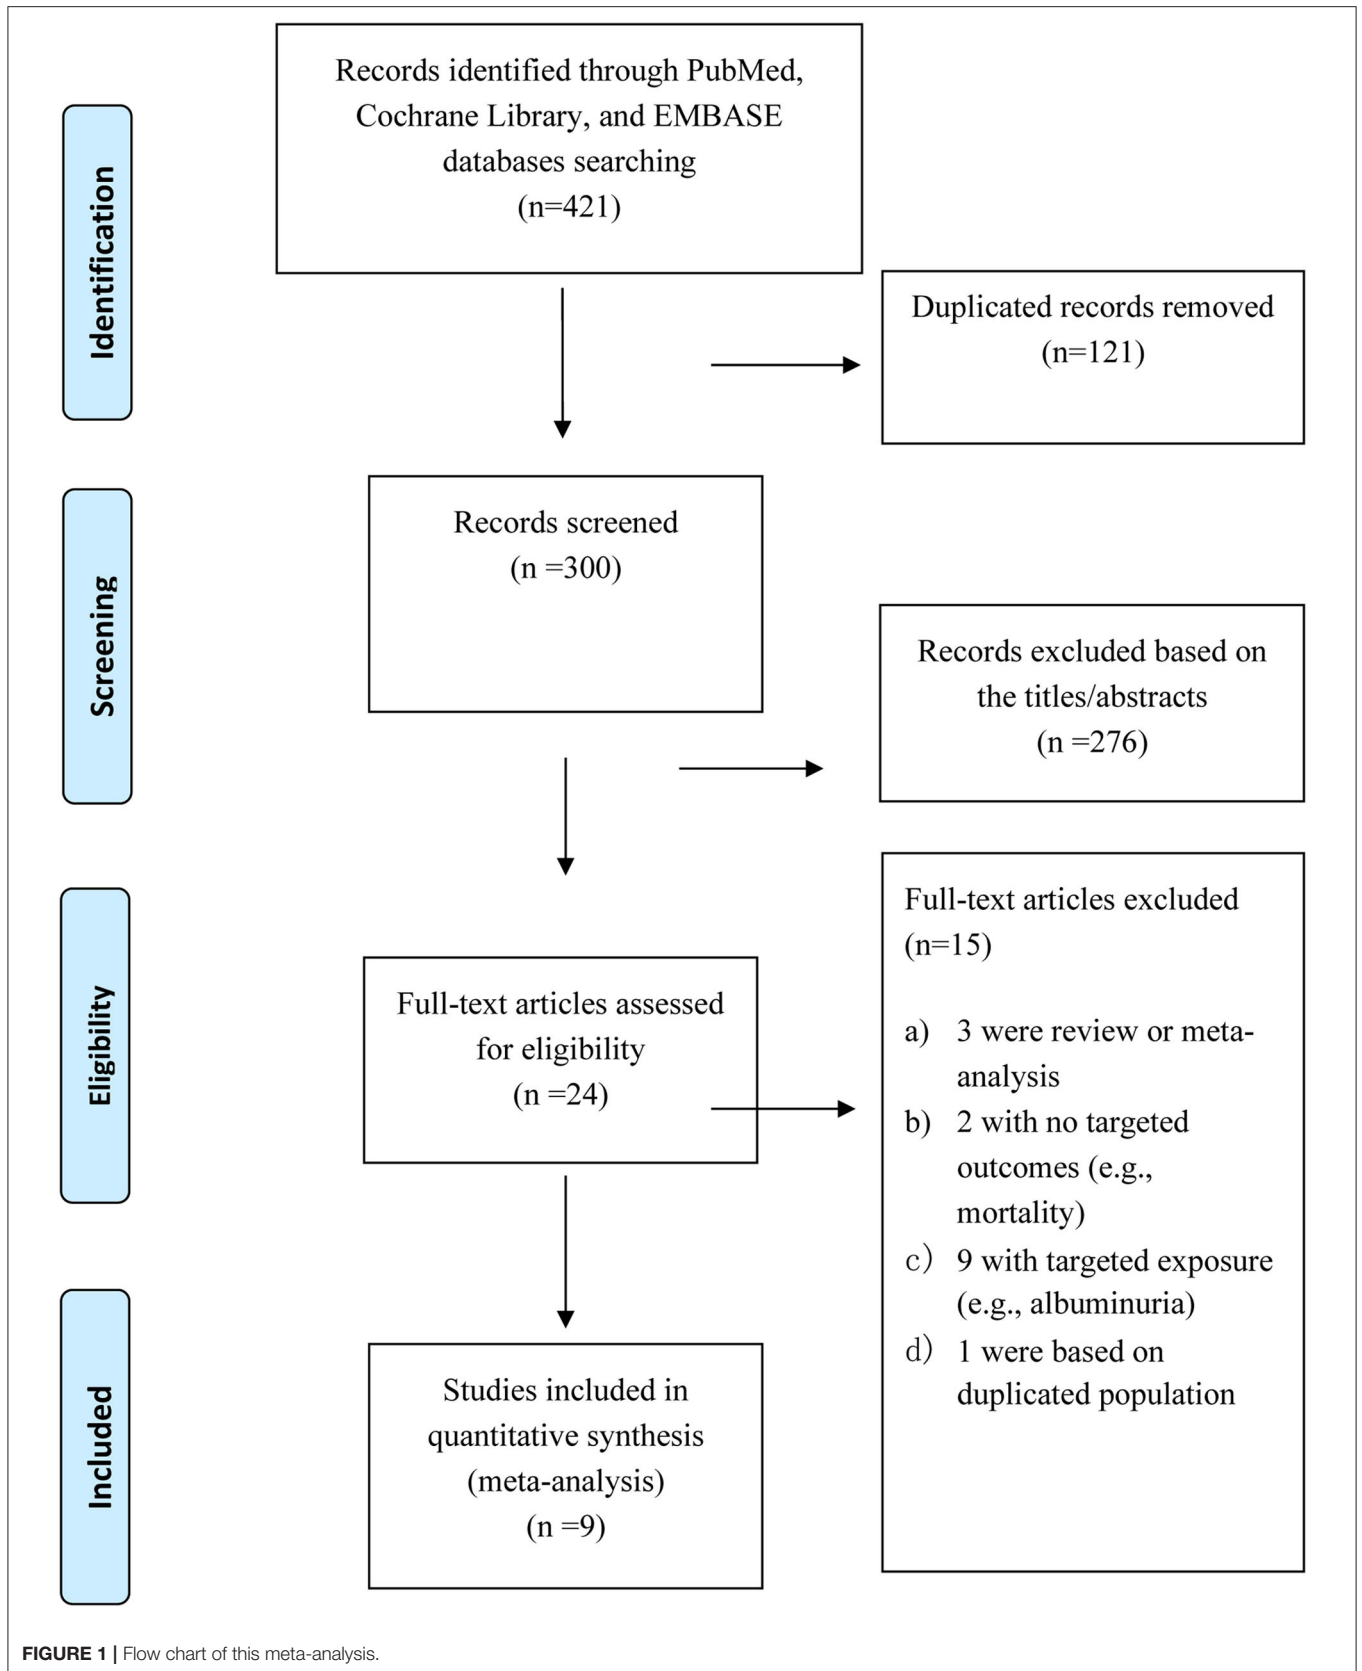 Records identified through PubMed,
Cochrane Library, and EMBASE
databases searching
(n=421)
Identification
Duplicated records removed
(n=121)
Records screened
(n =300)
Screening
Records excluded based on
the titles/abstracts
(n =276)
Full-text articles assessed
for eligibility
(n =24)
Eligibility
Full-text articles excluded
(n=15)
a) 3 were review or meta-
analysis
b) 2 with no targeted
outcomes (e.g.,
mortality)
c) 9 with targeted exposure
(e.g., albuminuria)
d) 1 were based on
duplicated population
Included
Studies included in
quantitative synthesis
(meta-analysis)
(n =9)
FIGURE 1 | Flow chart of this meta-analysis.